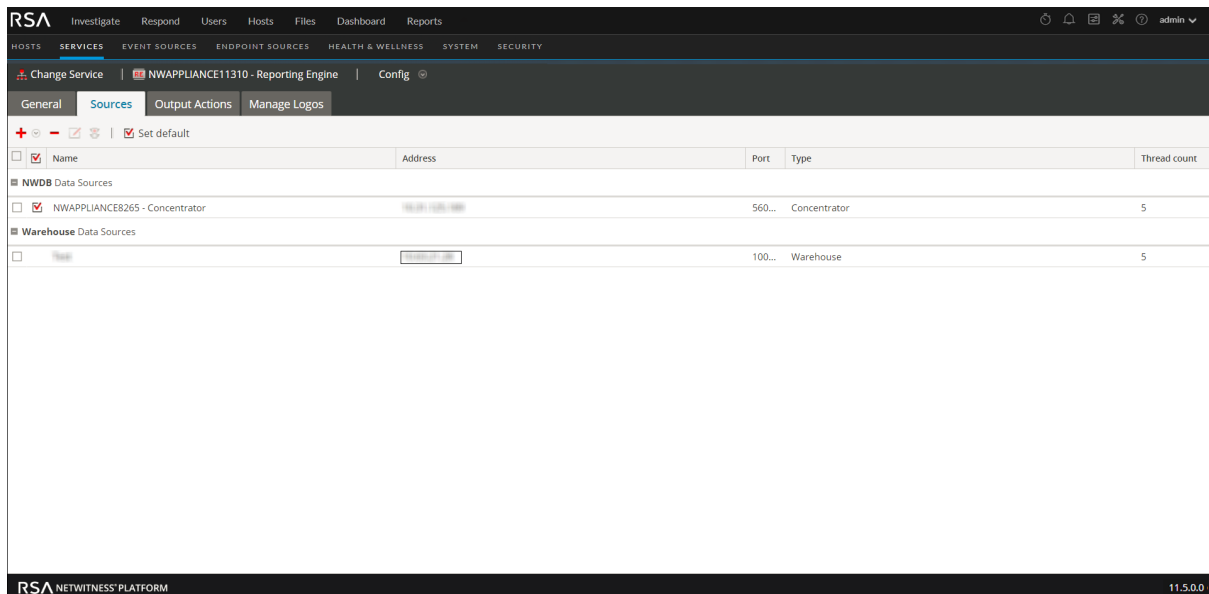 RSA Investigate Respond Users Hosts Files Dashboard Reports admin
HOSTS SERVICES EVENT SOURCES ENDPOINT SOURCES HEALTH & WELLNESS SYSTEM SECURITY
Change Service | RE NWAPPLIANCE11310 - Reporting Engine | Config
General Sources Output Actions Manage Logos
Set default
Name Address Port Type Thread count
NWDB Data Sources
NWAPPLIANCE8265 - Concentrator 560... Concentrator 5
Warehouse Data Sources
100... Warehouse 5
RSA NETWITNESS® PLATFORM 11.5.0.0